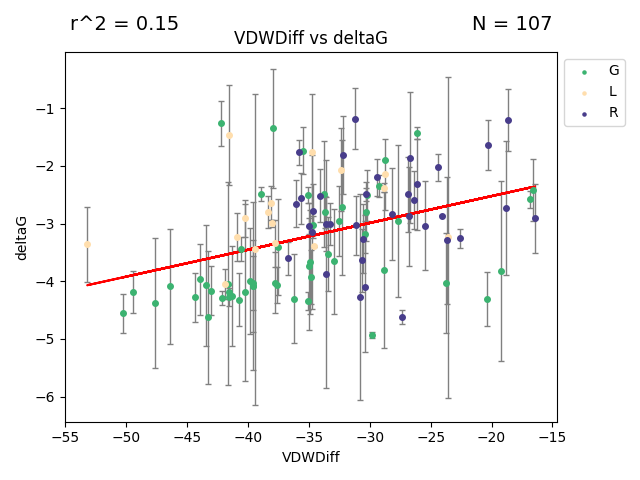 r^2 = 0.15
N = 107
VDWDiff vs deltaG
G
L
R
−1
−2
−3
−4
−5
−6
deltaG
−55
−50
−45
−40
−35
−30
−25
−20
−15
VDWDiff